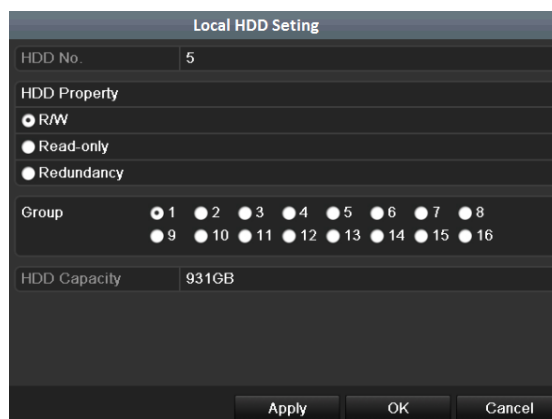 Local HDD Seting
HDD No. 5
HDD Property
R/W
Read-only
Redundancy
Group 1 2 3 4 5 6 7 8
9 10 11 12 13 14 15 16
HDD Capacity 931GB
Apply OK Cancel